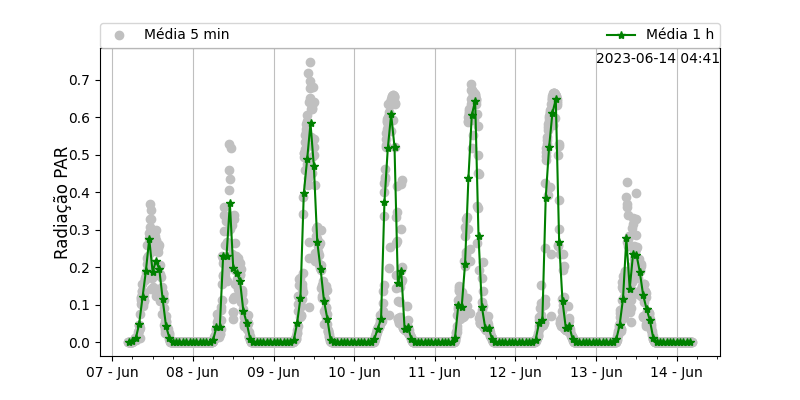 Média 5 min
Média 1 h
2023-06-14 04:41
Radiação PAR
0.7
0.6
0.5
0.4
0.3
0.2
0.1
0.0
07 - Jun
08 - Jun
09 - Jun
10 - Jun
11 - Jun
12 - Jun
13 - Jun
14 - Jun